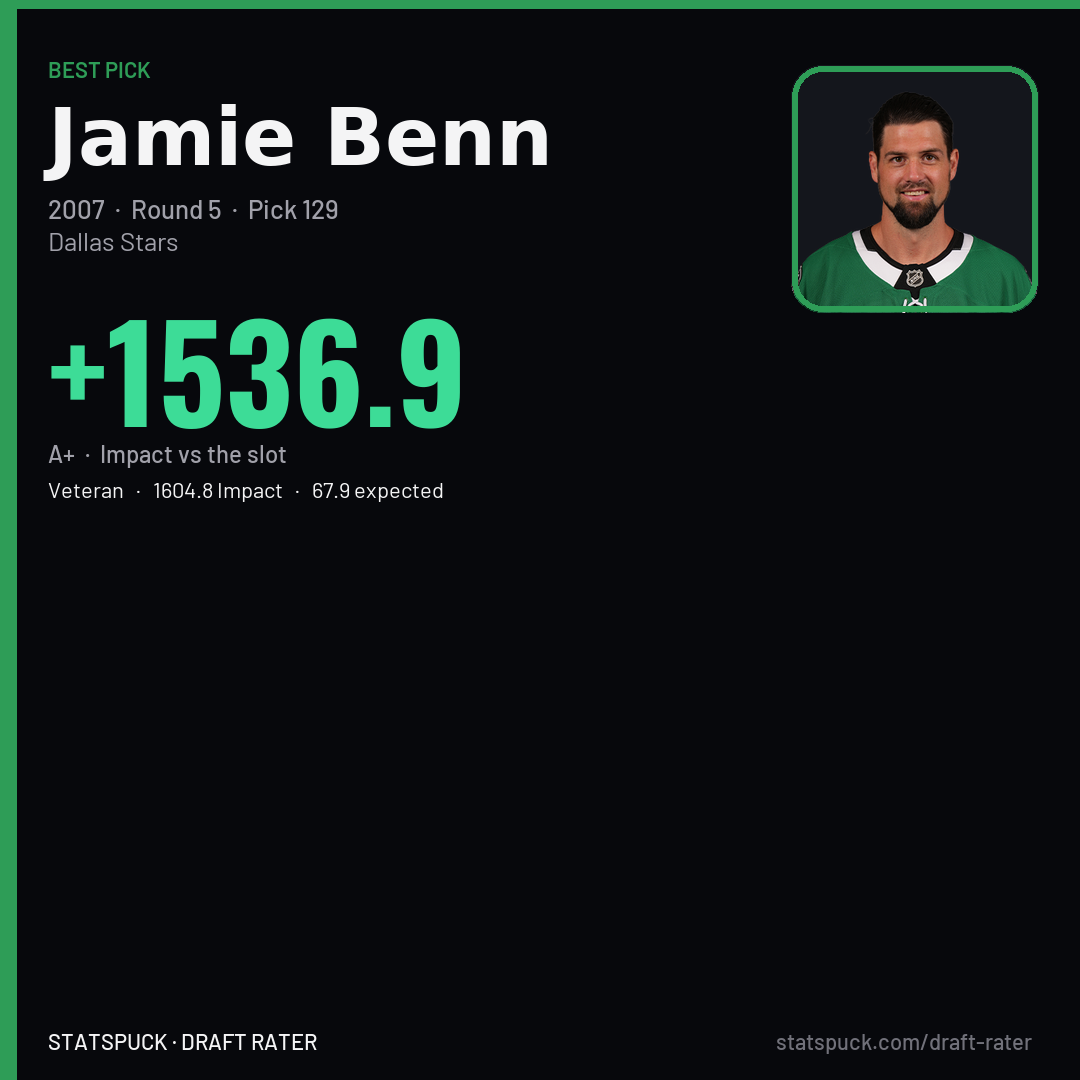 BEST PICK
Jamie Benn
2007 · Round 5 · Pick 129
Dallas Stars
+1536.9
A+ · Impact vs the slot
Veteran · 1604.8 Impact · 67.9 expected
STATSPUCK · DRAFT RATER
statspuck.com/draft-rater